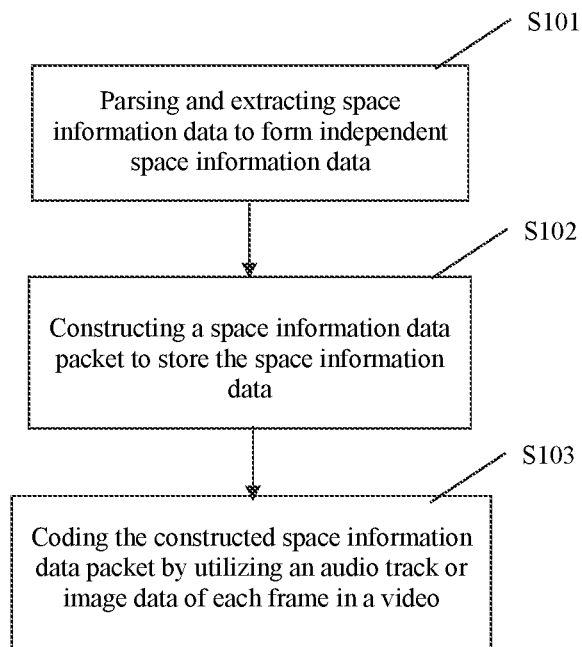 S101
Parsing and extracting space
information data to form independent
space information data
S102
Constructing a space information data
packet to store the space information
data
S103
Coding the constructed space information
data packet by utilizing an audio track or
image data of each frame in a video